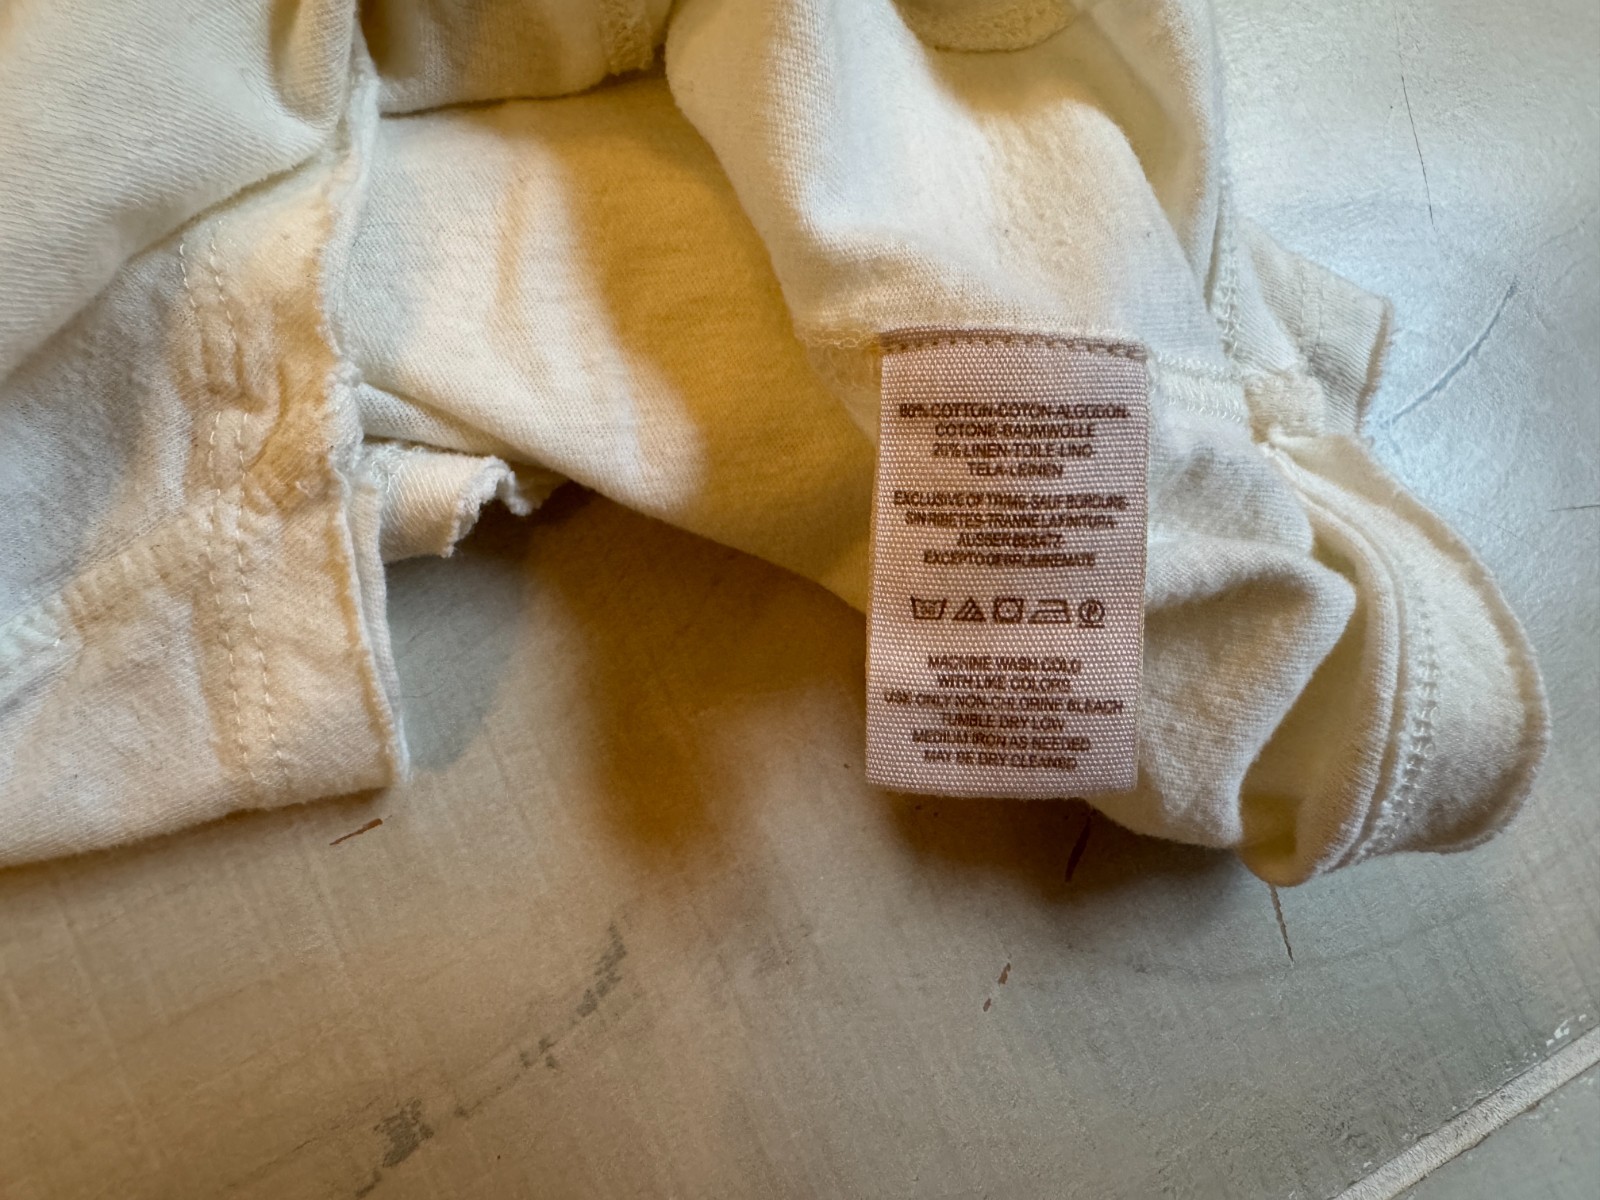 80% COTTON-COTON-ALGODON
COTONE-BAUMWOLLE
20% LINEN-TOILE-LINO
TELA-LEINEN
EXCLUSIVE OF TRIMS-SAUF BORDURE
SIN RIBETES-TRANNE LA FINITURA
AUSSER BESATZ
MACHINE WASH COLD
WITH LIKE COLORS
USE ONLY NON-CHLORINE BLEACH
TUMBLE DRY LOW
MEDIUM IRON AS NEEDED
MAY BE DRY CLEANED